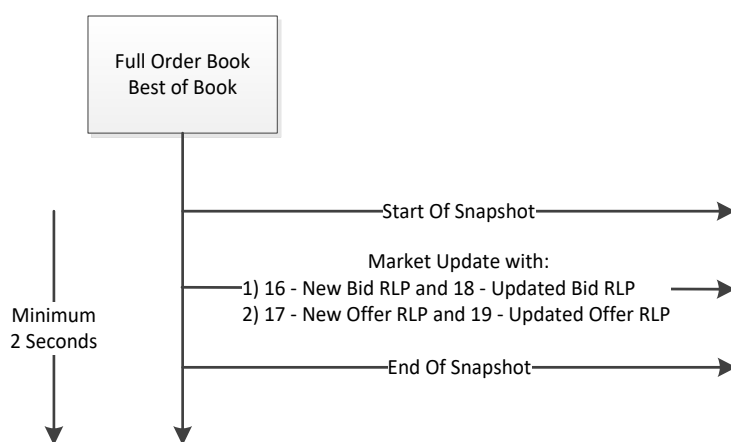 Full Order Book
Best of Book
Start Of Snapshot
Market Update with:
1) 16 - New Bid RLP and 18 - Updated Bid RLP
2) 17 - New Offer RLP and 19 - Updated Offer RLP
Minimum
2 Seconds
End Of Snapshot